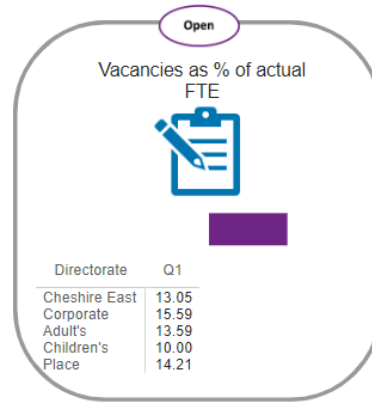 Open
Vacancies as % of actual
FTE
Directorate Q1
Cheshire East 13.05
Corporate 15.59
Adult's 13.59
Children's 10.00
Place 14.21